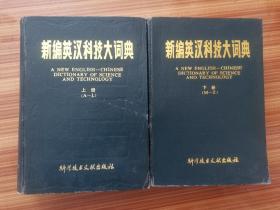 新编英汉科技大词典
A NEW ENGLISH—CHINESE
DICTIONARY OF SCIENCE
AND TECHNOLOGY
上册
(A—L)
科学技术文献出版社
新编英汉科技大词典
A NEW ENGLISH—CHINESE
DICTIONARY OF SCIENCE
AND TECHNOLOGY
下册
(M—Z)
科学技术文献出版社